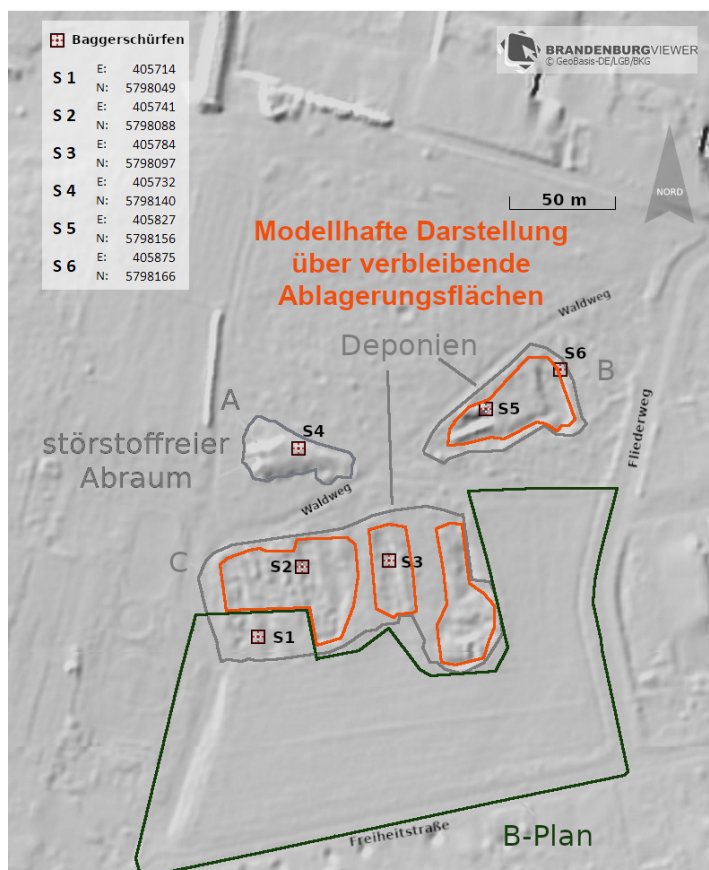 Baggerschürfen
S 1 E: 405714
N: 5798049
S 2 E: 405741
N: 5798088
S 3 E: 405784
N: 5798097
S 4 E: 405732
N: 5798140
S 5 E: 405827
N: 5798156
S 6 E: 405875
N: 5798166
BRANDENBURGVIEWER
© GeoBasis-DE/LGB/BKG
NORD
50 m
Modellhafte Darstellung
über verbleibende
Ablagerungsflächen
Waldweg
Deponien
S6
B
A
S5
Fliederweg
S4
störstoffreier
Abraum
Waldweg
C
S2
S3
S1
Freiheitstraße
B-Plan